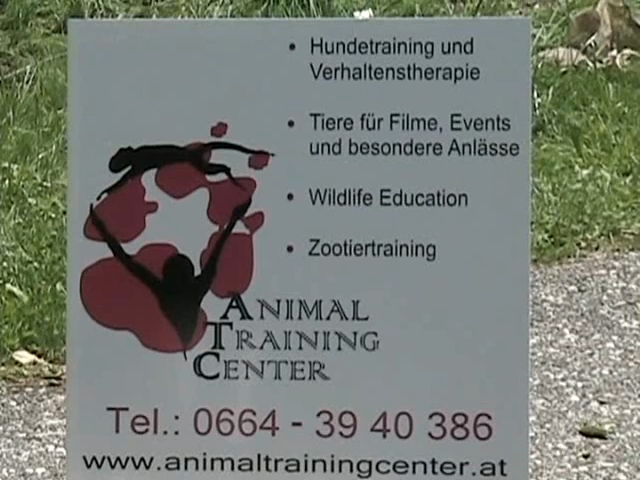 • Hundetraining und
Verhaltenstherapie
• Tiere für Filme, Events
und besondere Anlässe
• Wildlife Education
• Zootiertraining
ANIMAL
TRAINING
CENTER
Tel.: 0664 - 39 40 386
www.animaltrainingcenter.at